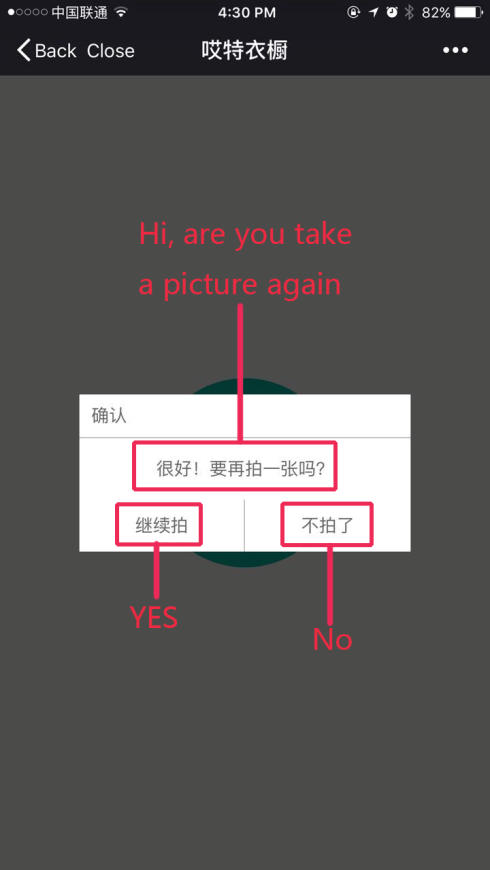 中国联通 4:30 PM 82%
Back Close 哎特衣橱
Hi, are you take
a picture again
确认
很好！要再拍一张吗?
继续拍 不拍了
YES
No